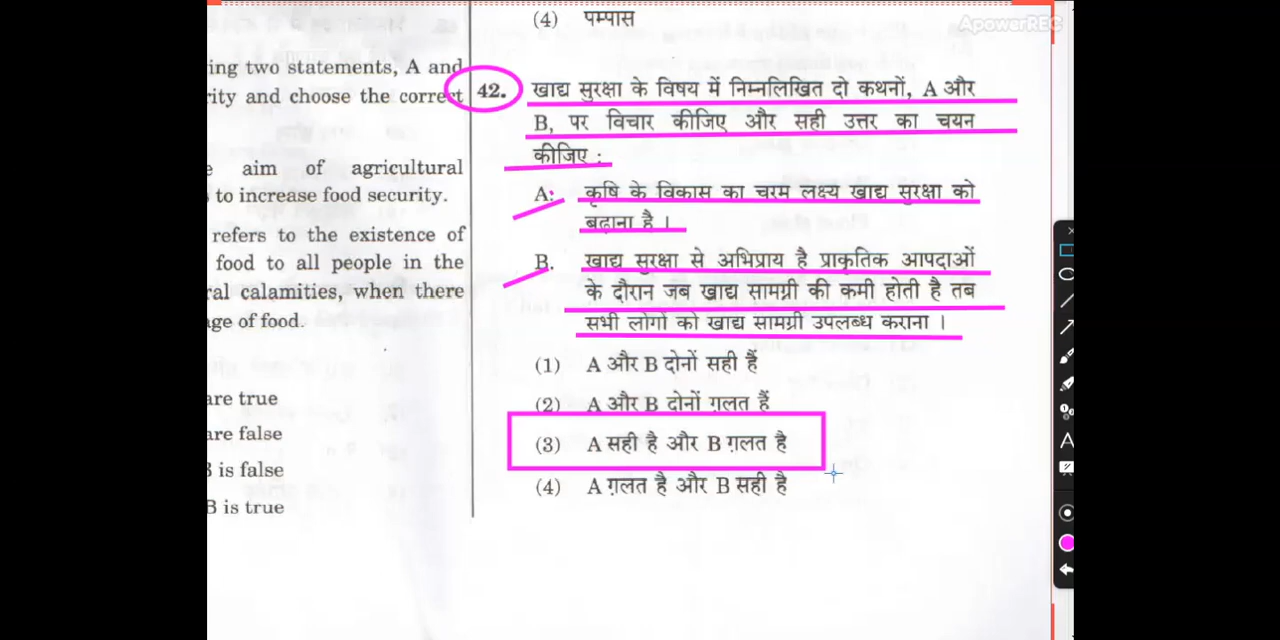 ApowerREC
(4) पम्पास
ing two statements, A and
rity and choose the correct
e aim of agricultural
to increase food security.
refers to the existence of
food to all people in the
ral calamities, when there
age of food.
are true
are false
B is false
B is true
42. खाद्य सुरक्षा के विषय में निम्नलिखित दो कथनों, A और
B, पर विचार कीजिए और सही उत्तर का चयन
कीजिए :
A: कृषि के विकास का चरम लक्ष्य खाद्य सुरक्षा को
बढ़ाना है ।
B. खाद्य सुरक्षा से अभिप्राय है प्राकृतिक आपदाओं
के दौरान जब खाद्य सामग्री की कमी होती है तब
सभी लोगों को खाद्य सामग्री उपलब्ध कराना ।
(1) A और B दोनों सही हैं
(2) A और B दोनों ग़लत हैं
(3) A सही है और B ग़लत है
(4) A ग़लत है और B सही है